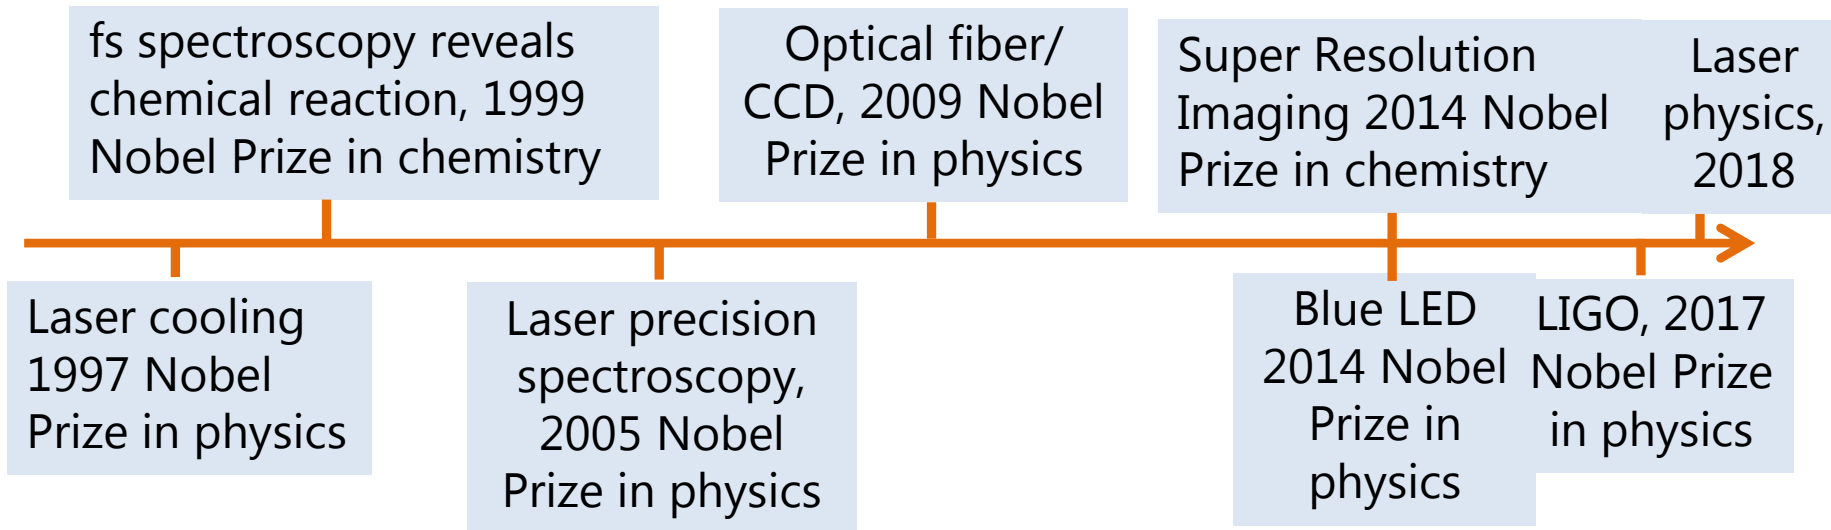 fs spectroscopy reveals
chemical reaction, 1999
Nobel Prize in chemistry
Optical fiber/
CCD, 2009 Nobel
Prize in physics
Super Resolution
Imaging 2014 Nobel
Prize in chemistry
Laser
physics,
2018
Laser cooling
1997 Nobel
Prize in physics
Laser precision
spectroscopy,
2005 Nobel
Prize in physics
Blue LED
2014 Nobel
Prize in
physics
LIGO, 2017
Nobel Prize
in physics